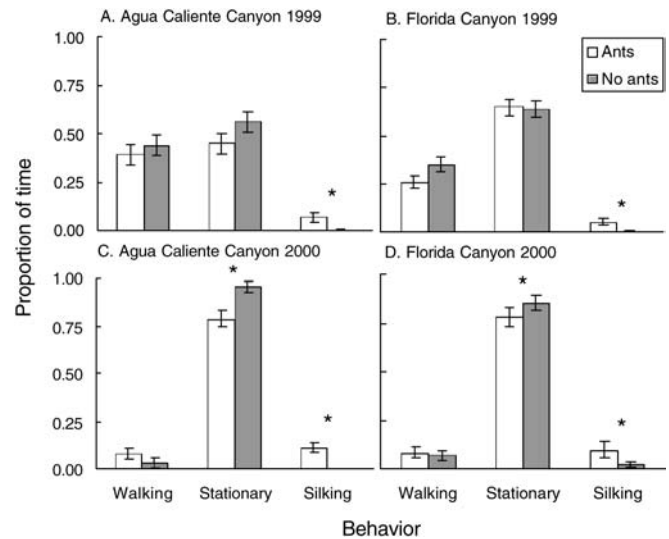 A. Agua Caliente Canyon 1999
B. Florida Canyon 1999
Ants
No ants
1.00
0.75
0.50
0.25
0.00
*
*
C. Agua Caliente Canyon 2000
D. Florida Canyon 2000
1.00
0.75
0.50
0.25
0.00
*
*
*
*
Walking Stationary Silking
Walking Stationary Silking
Proportion of time
Behavior